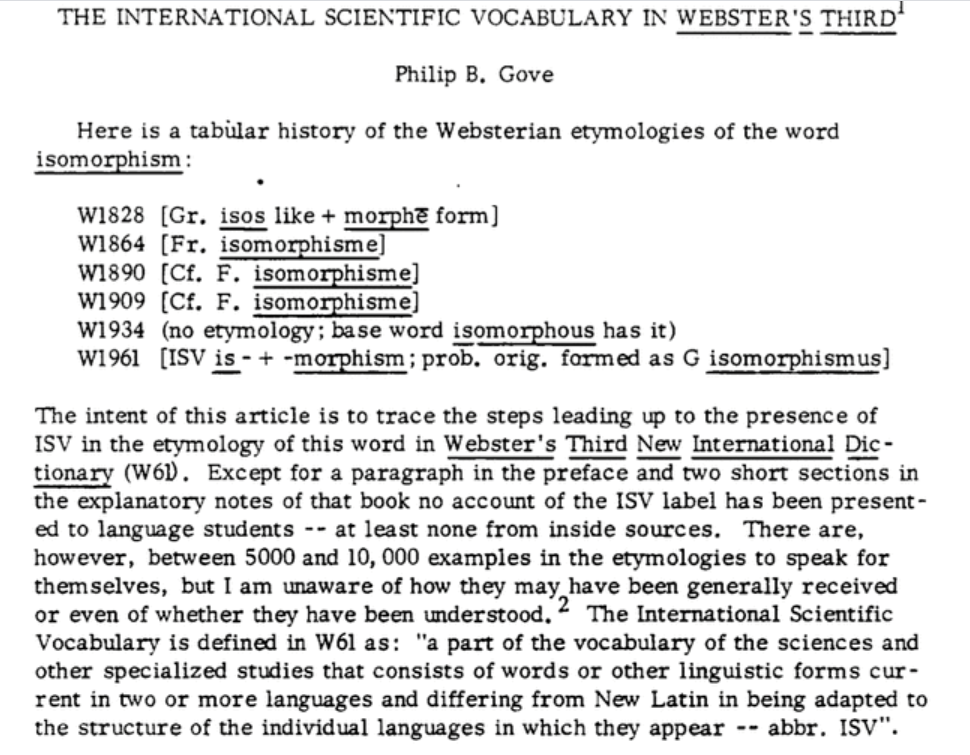 THE INTERNATIONAL SCIENTIFIC VOCABULARY IN WEBSTER'S THIRD¹
Philip B. Gove
Here is a tabular history of the Websterian etymologies of the word
isomorphism:
W1828 [Gr. isos like + morphē form]
W1864 [Fr. isomorphisme]
W1890 [Cf. F. isomorphisme]
W1909 [Cf. F. isomorphisme]
W1934 (no etymology; base word isomorphous has it)
W1961 [ISV is- + -morphism; prob. orig. formed as G isomorphismus]
The intent of this article is to trace the steps leading up to the presence of
ISV in the etymology of this word in Webster's Third New International Dic-
tionary (W61). Except for a paragraph in the preface and two short sections in
the explanatory notes of that book no account of the ISV label has been present-
ed to language students -- at least none from inside sources. There are,
however, between 5000 and 10,000 examples in the etymologies to speak for
themselves, but I am unaware of how they may have been generally received
or even of whether they have been understood.² The International Scientific
Vocabulary is defined in W61 as: "a part of the vocabulary of the sciences and
other specialized studies that consists of words or other linguistic forms cur-
rent in two or more languages and differing from New Latin in being adapted to
the structure of the individual languages in which they appear -- abbr. ISV".